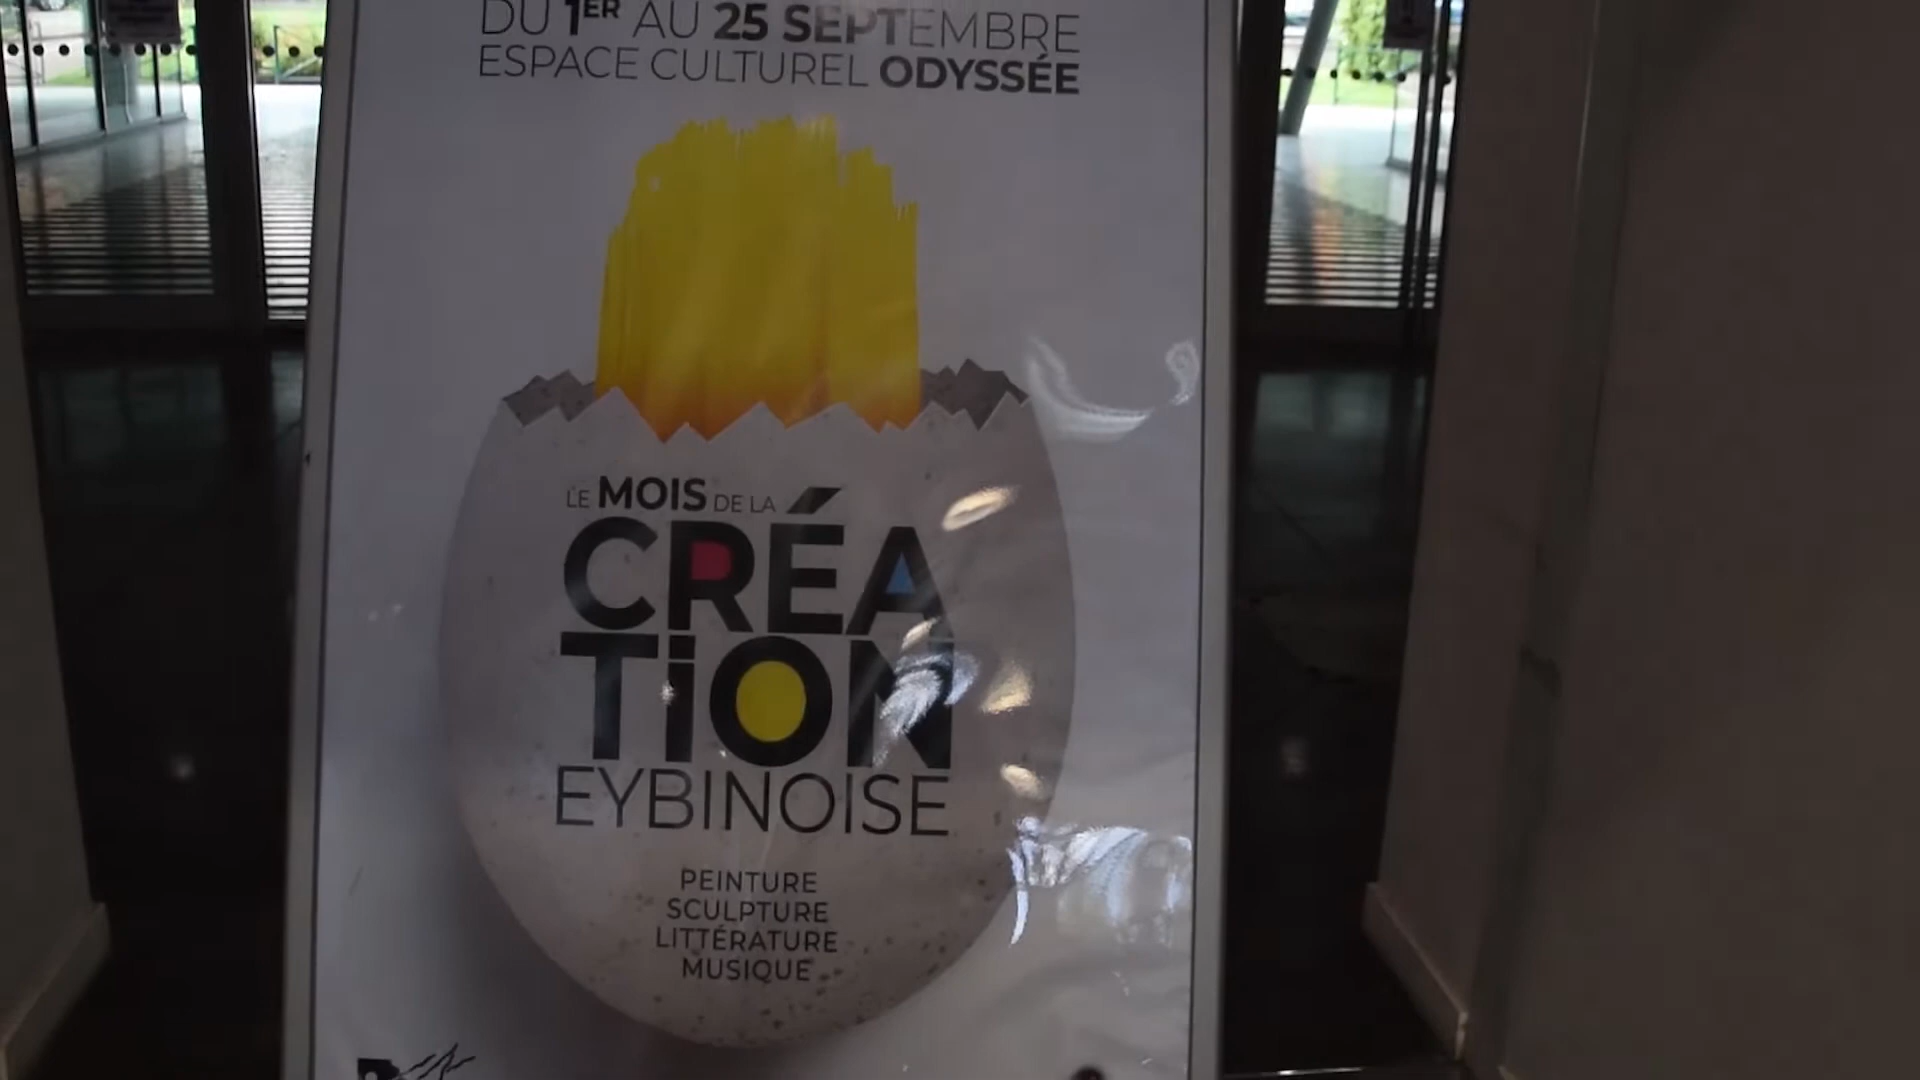 DU 1ER AU 25 SEPTEMBRE
ESPACE CULTUREL ODYSSÉE
LE MOIS DE LA
CRÉA
TiON
EYBINOISE
PEINTURE
SCULPTURE
LITTÉRATURE
MUSIQUE